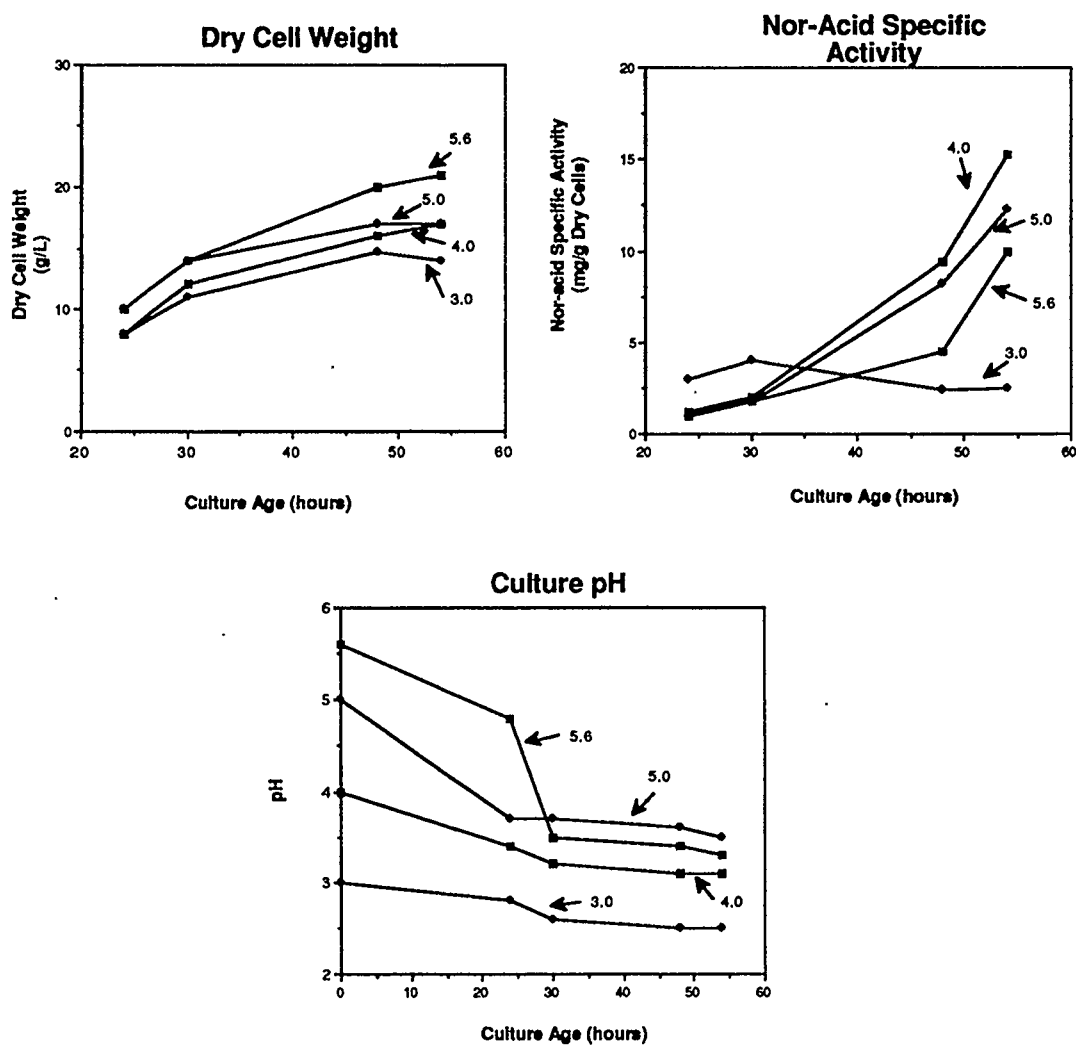 Dry Cell Weight
30
20
10
0
20 30 40 50 60
Dry Cell Weight
(g/L)
Culture Age (hours)
5.6
5.0
4.0
3.0
Nor-Acid Specific
Activity
20
15
10
5
0
20 30 40 50 60
Nor-acid Specific Activity
(mg/g Dry Cells)
Culture Age (hours)
4.0
5.0
5.6
3.0
Culture pH
6
5
4
3
2
0 10 20 30 40 50 60
pH
Culture Age (hours)
5.6
5.0
3.0
4.0